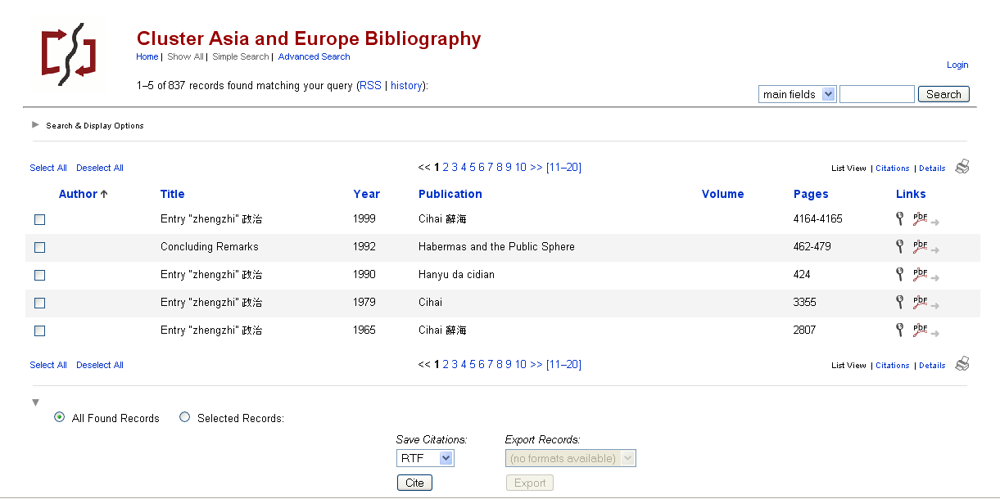 Cluster Asia and Europe Bibliography
Home | Show All | Simple Search | Advanced Search
Login
1–5 of 837 records found matching your query (RSS | history):
main fields Search
Search & Display Options
Select All Deselect All << 1 2 3 4 5 6 7 8 9 10 >> [11–20] List View | Citations | Details
Author Title Year Publication Volume Pages Links
Entry "zhengzhi" 政治 1999 Cihai 辭海 4164-4165 PDF
Concluding Remarks 1992 Habermas and the Public Sphere 462-479 PDF
Entry "zhengzhi" 政治 1990 Hanyu da cidian 424 PDF
Entry "zhengzhi" 政治 1979 Cihai 3355 PDF
Entry "zhengzhi" 政治 1965 Cihai 辭海 2807 PDF
Select All Deselect All << 1 2 3 4 5 6 7 8 9 10 >> [11–20] List View | Citations | Details
All Found Records Selected Records:
Save Citations: Export Records:
RTF (no formats available)
Cite Export